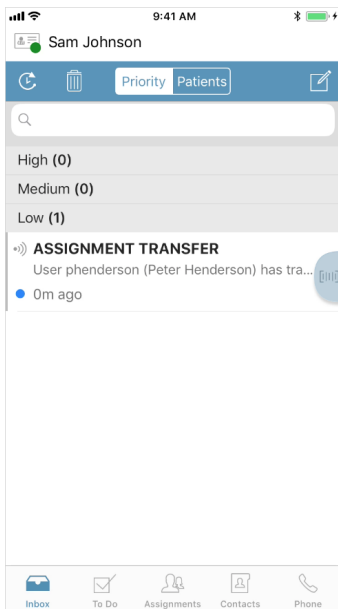 9:41 AM
Sam Johnson
Priority Patients
High (0)
Medium (0)
Low (1)
ASSIGNMENT TRANSFER
User phenderson (Peter Henderson) has tra...
0m ago
Inbox To Do Assignments Contacts Phone